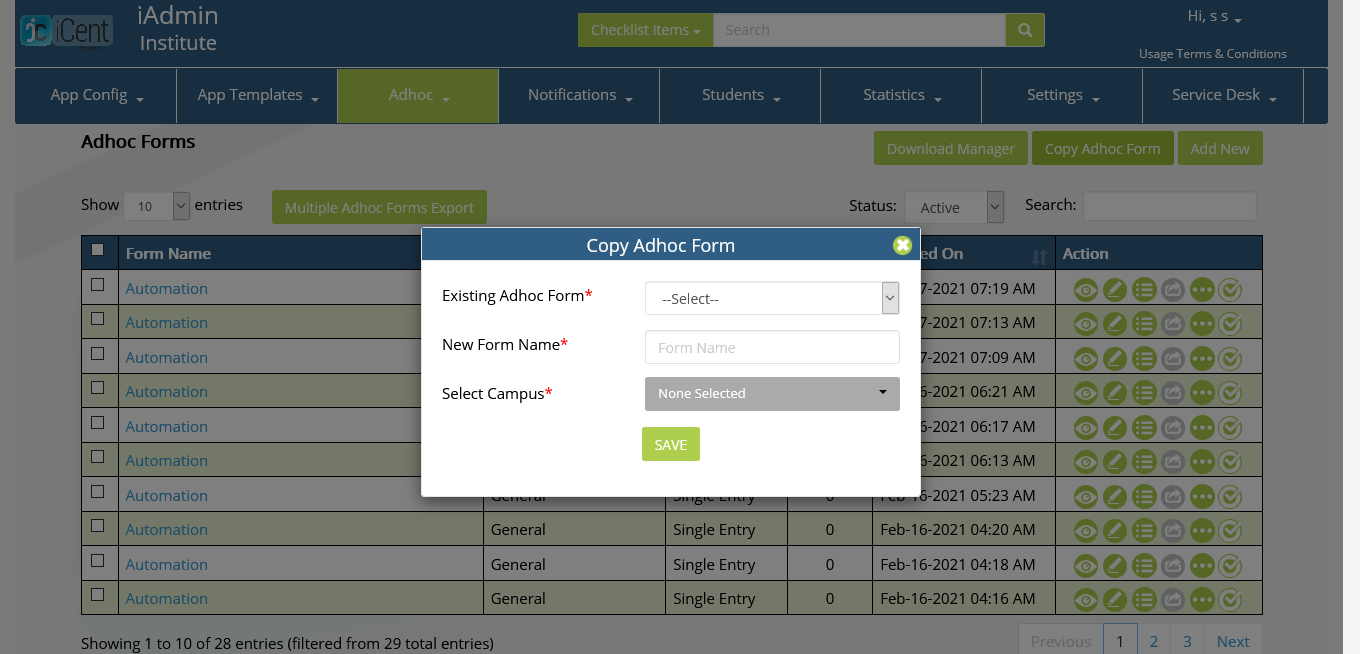 iCent
iAdmin
Institute
Checklist Items
Search
Hi, s s
Usage Terms & Conditions
App Config
App Templates
Adhoc
Notifications
Students
Statistics
Settings
Service Desk
Adhoc Forms
Download Manager
Copy Adhoc Form
Add New
Show 10 entries
Multiple Adhoc Forms Export
Status: Active
Search:
Copy Adhoc Form
Existing Adhoc Form*
--Select--
New Form Name*
Form Name
Select Campus*
None Selected
SAVE
Form Name ed On Action
Automation 7-2021 07:19 AM
Automation 7-2021 07:13 AM
Automation 7-2021 07:09 AM
Automation 6-2021 06:21 AM
Automation 6-2021 06:17 AM
Automation 6-2021 06:13 AM
Automation General Single Entry 0 Feb-16-2021 05:23 AM
Automation General Single Entry 0 Feb-16-2021 04:20 AM
Automation General Single Entry 0 Feb-16-2021 04:18 AM
Automation General Single Entry 0 Feb-16-2021 04:16 AM
Showing 1 to 10 of 28 entries (filtered from 29 total entries)
Previous 1 2 3 Next